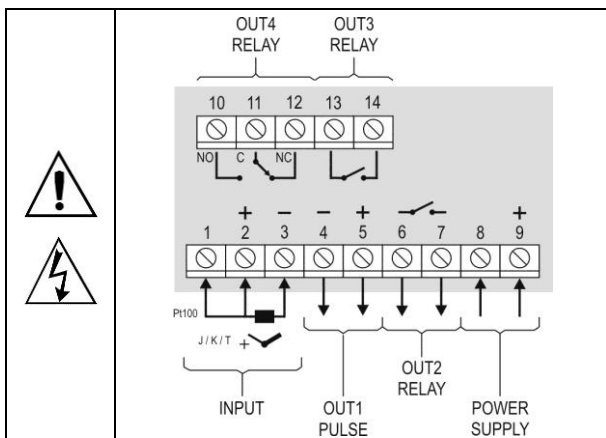 OUT4 OUT3
RELAY RELAY
10 11 12 13 14
NO C NC
+ − − + +
1 2 3 4 5 6 7 8 9
Pt100
J / K / T +
INPUT
OUT1
PULSE
OUT2
RELAY
POWER
SUPPLY